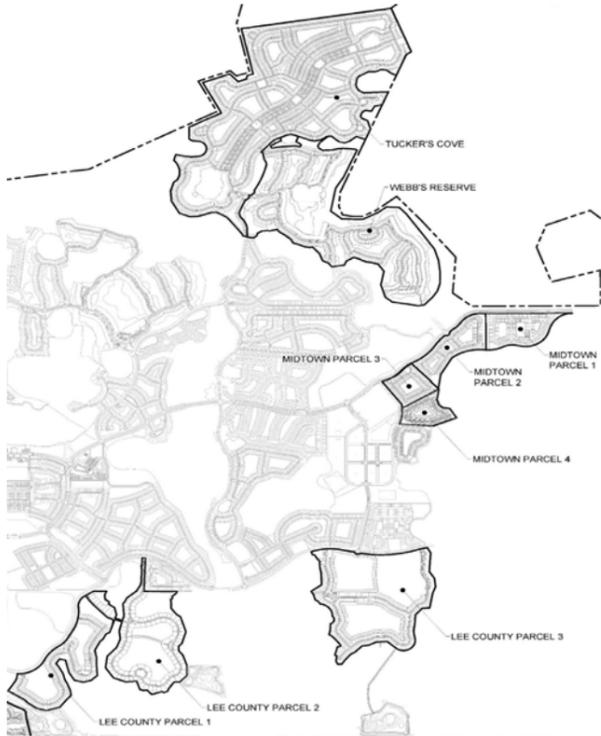 TUCKER'S COVE
WEBB'S RESERVE
MIDTOWN PARCEL 3
MIDTOWN
PARCEL 1
MIDTOWN
PARCEL 2
MIDTOWN PARCEL 4
LEE COUNTY PARCEL 3
LEE COUNTY PARCEL 2
LEE COUNTY PARCEL 1